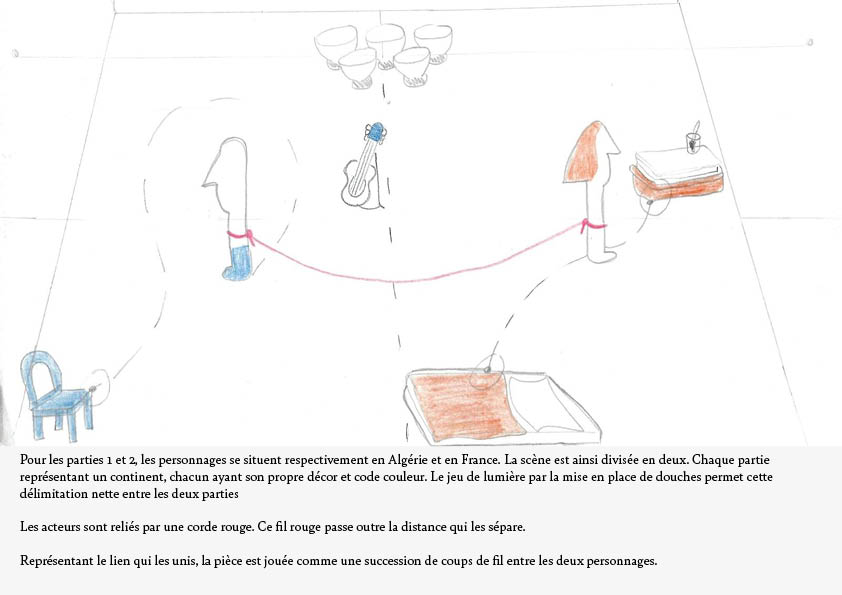 Pour les parties 1 et 2, les personnages se situent respectivement en Algérie et en France. La scène est ainsi divisée en deux. Chaque partie
représentant un continent, chacun ayant son propre décor et code couleur. Le jeu de lumière par la mise en place de douches permet cette
délimitation nette entre les deux parties
Les acteurs sont reliés par une corde rouge. Ce fil rouge passe outre la distance qui les sépare.
Représentant le lien qui les unis, la pièce est jouée comme une succession de coups de fil entre les deux personnages.